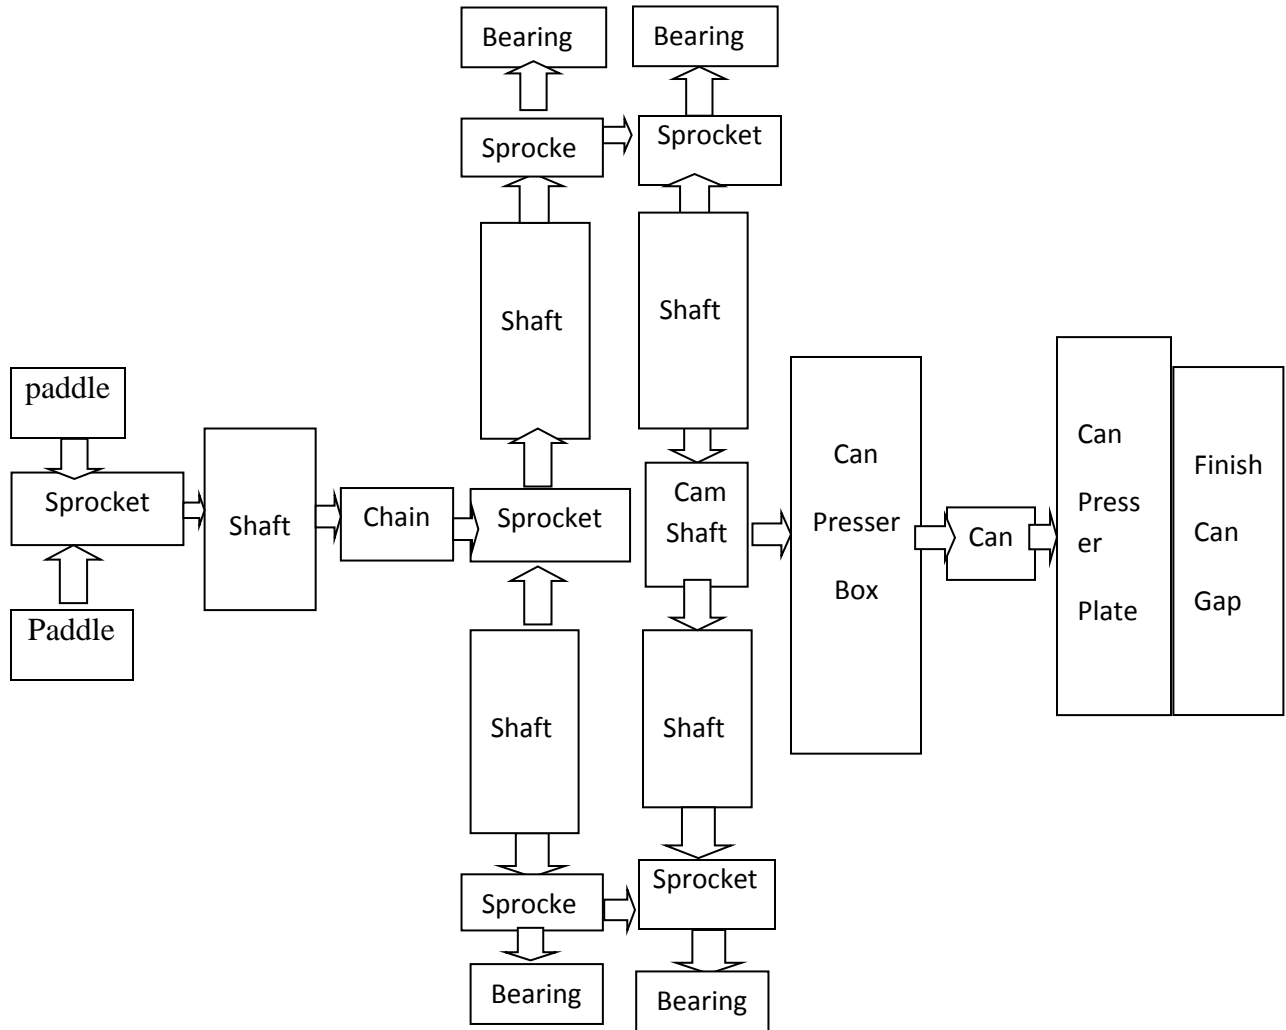 Bearing
Bearing
Sprocke
Sprocket
Shaft
Shaft
paddle
Sprocket
Paddle
Shaft
Chain
Sprocket
Cam
Shaft
Can
Presser
Box
Can
Can
Press
er
Plate
Finish
Can
Gap
Shaft
Shaft
Sprocke
Sprocket
Bearing
Bearing